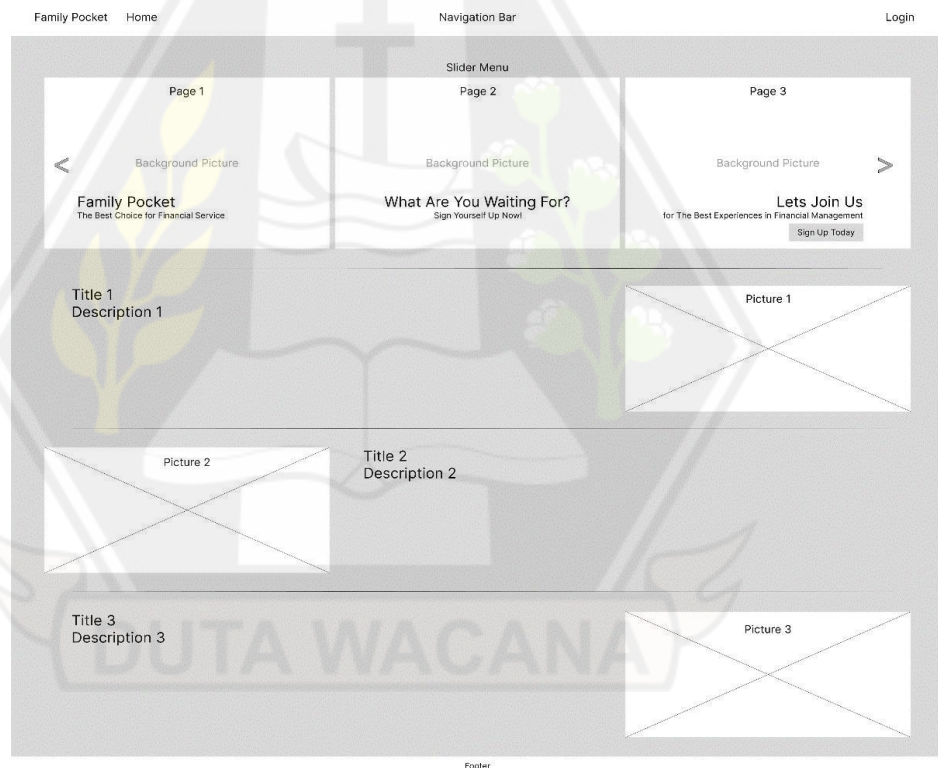 Family Pocket Home Navigation Bar Login
Slider Menu
Page 1 Page 2 Page 3
< Background Picture Background Picture Background Picture >
Family Pocket What Are You Waiting For? Lets Join Us
The Best Choice for Financial Service Sign Yourself Up Now! for The Best Experiences in Financial Management
Sign Up Today
Title 1 Picture 1
Description 1
Picture 2 Title 2
Description 2
Title 3
Description 3 Picture 3
DUTA WACANA
Footer